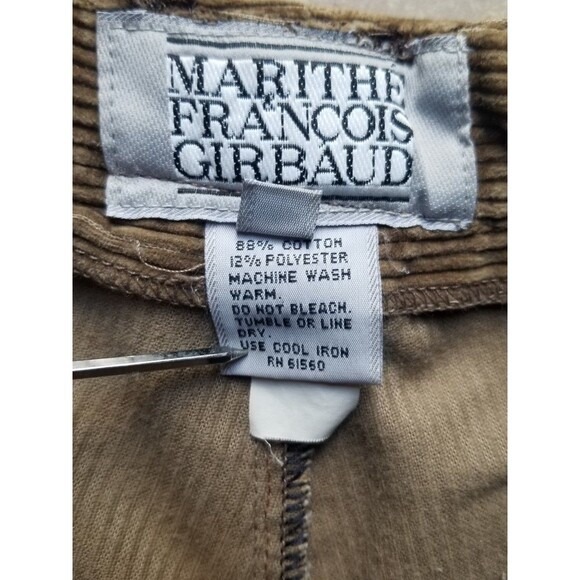 MARITHE
FRANCOIS
GIRBAUD
88% COTTON
12% POLYESTER
MACHINE WASH
WARM.
DO NOT BLEACH.
TUMBLE OR LINE
DRY.
USE COOL IRON
RN 61560